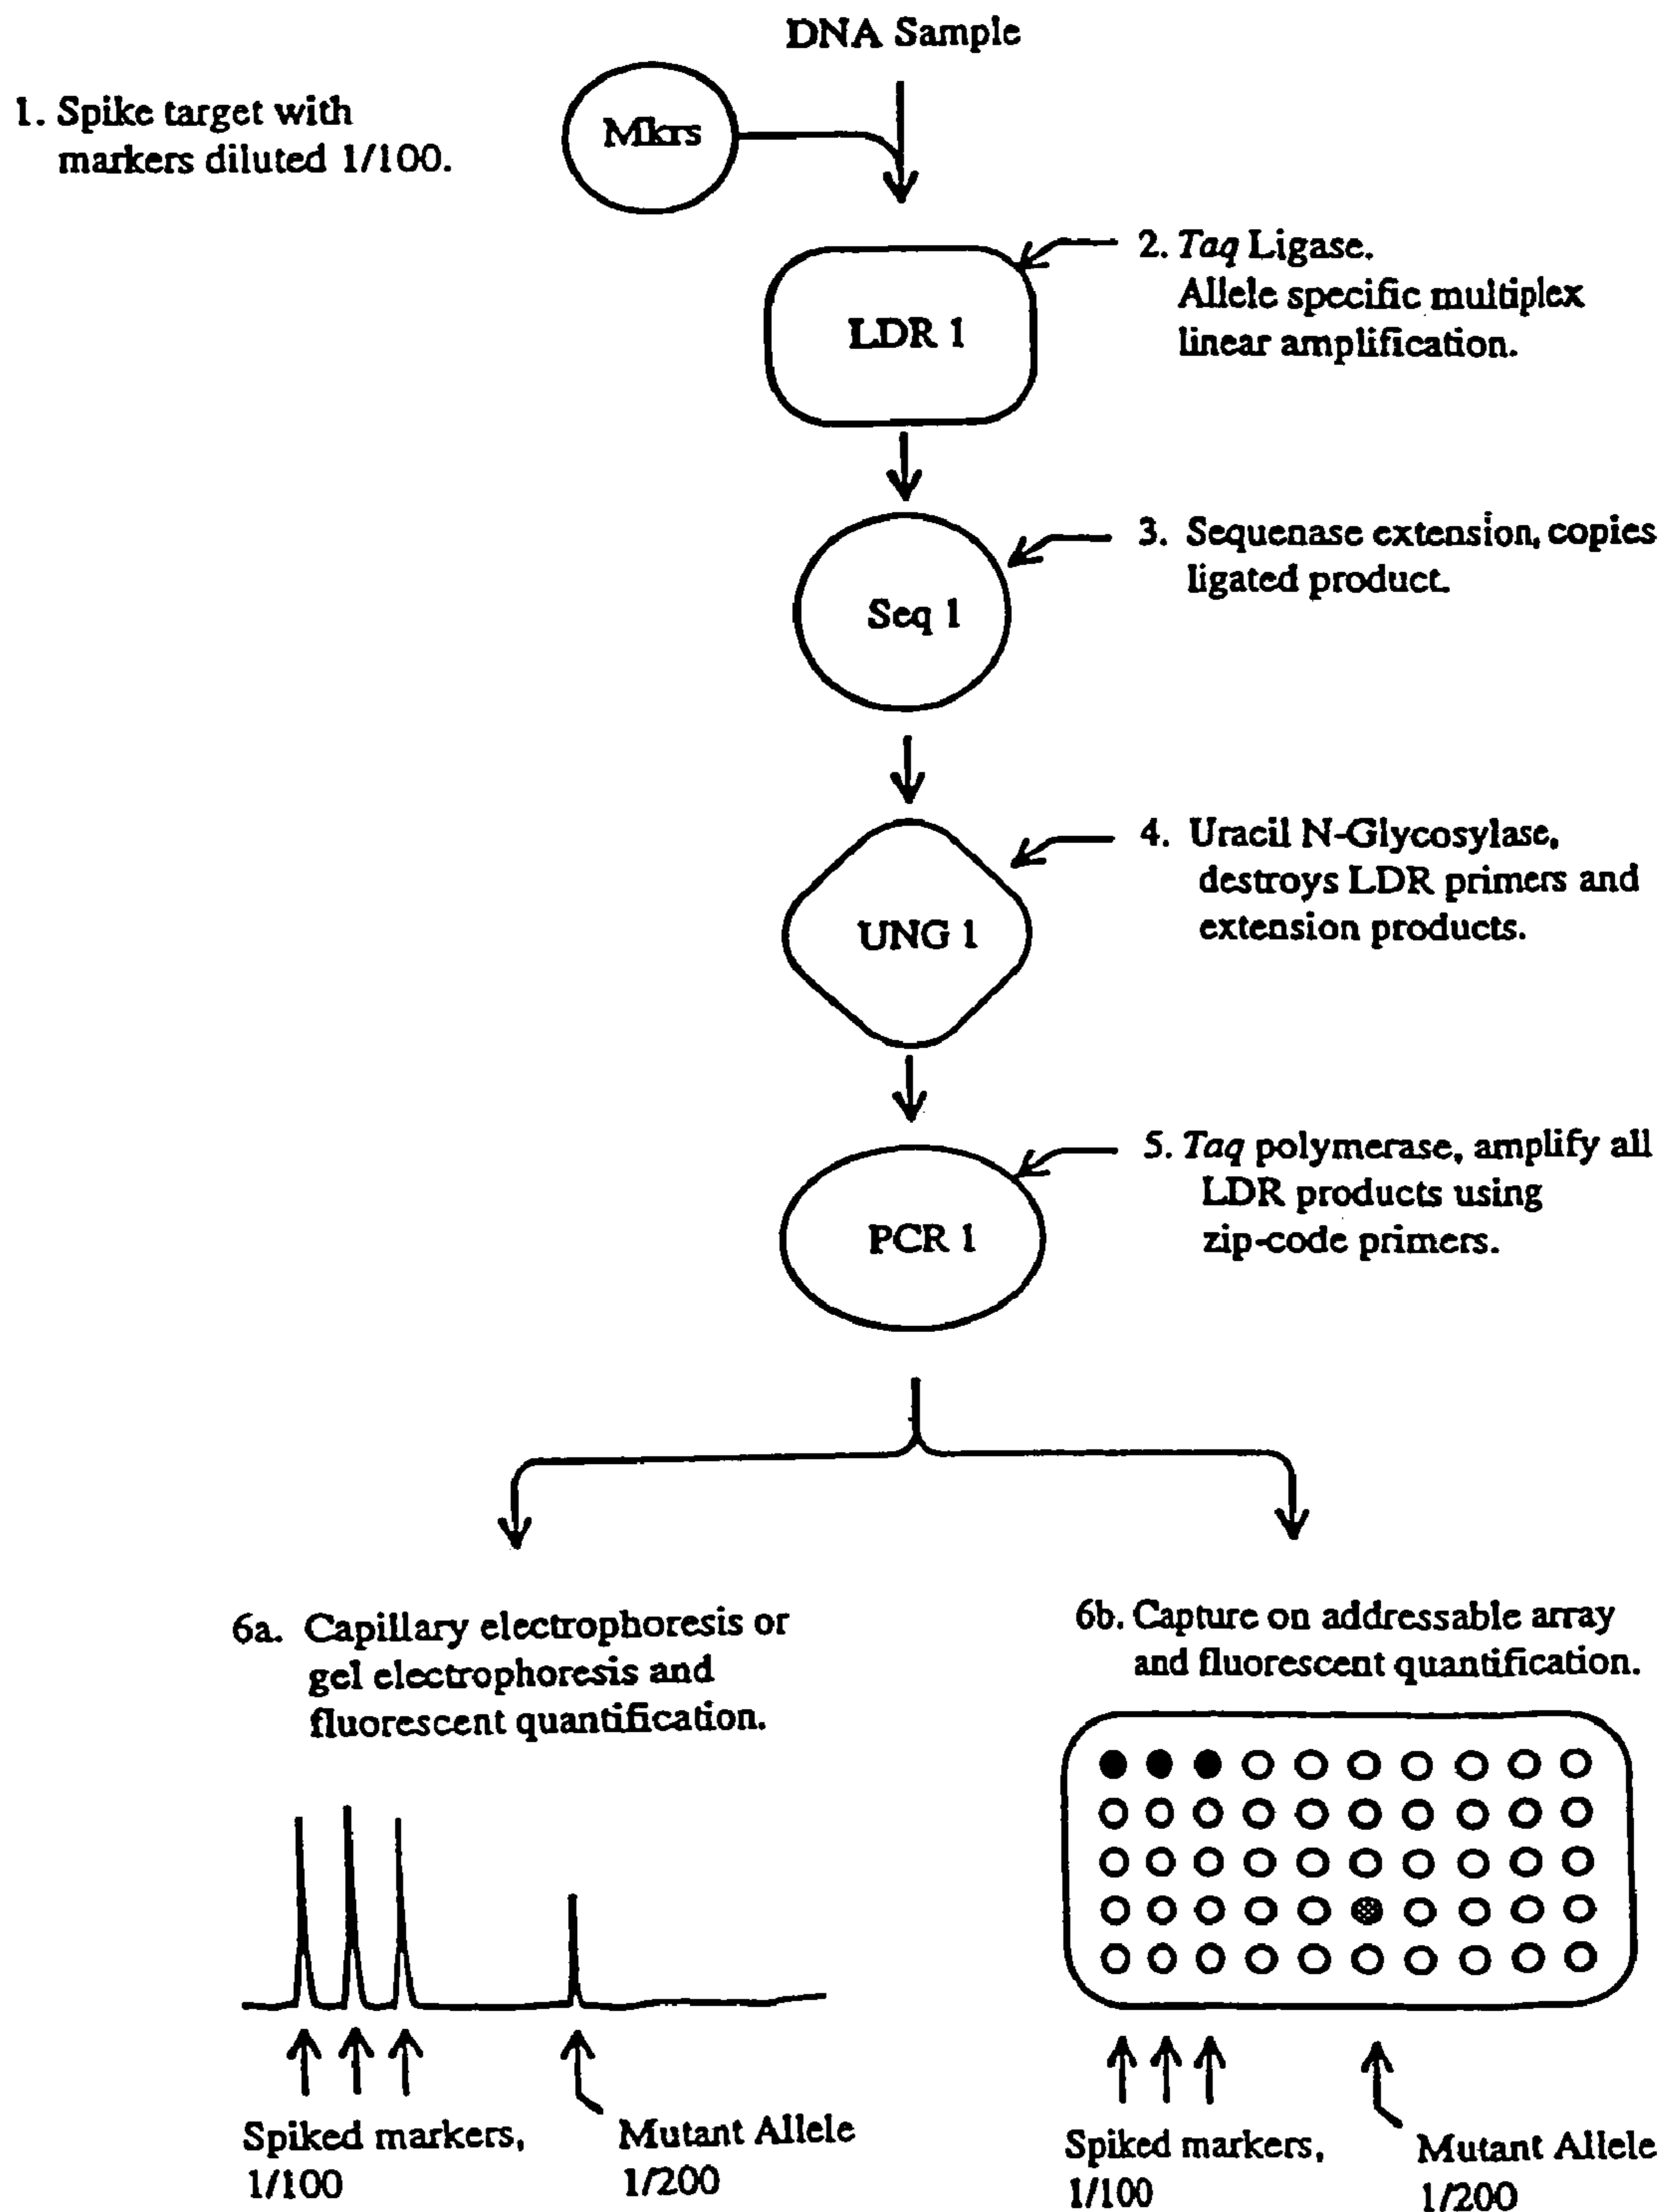 DNA Sample
1. Spike target with
markers diluted 1/100.
Mkrs
2. Taq Ligase.
Allele specific multiplex
linear amplification.
LDR 1
3. Sequenase extension, copies
ligated product.
Seq 1
4. Uracil N-Glycosylase,
destroys LDR primers and
extension products.
UNG 1
5. Taq polymerase, amplify all
LDR products using
zip-code primers.
PCR 1
6a. Capillary electrophoresis or
gel electrophoresis and
fluorescent quantification.
6b. Capture on addressable array
and fluorescent quantification.
Spiked markers,
1/100
Mutant Allele
1/200
Spiked markers,
1/100
Mutant Allele
1/200